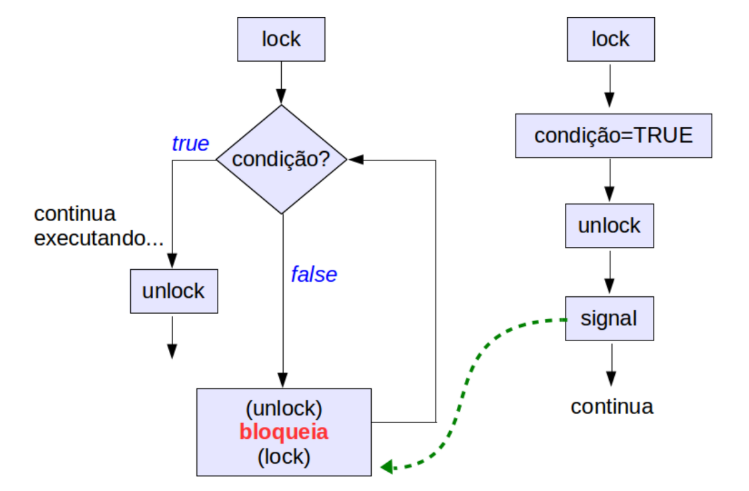 lock
condição?
true
continua
executando...
unlock
false
(unlock)
bloqueia
(lock)
lock
condição=TRUE
unlock
signal
continua